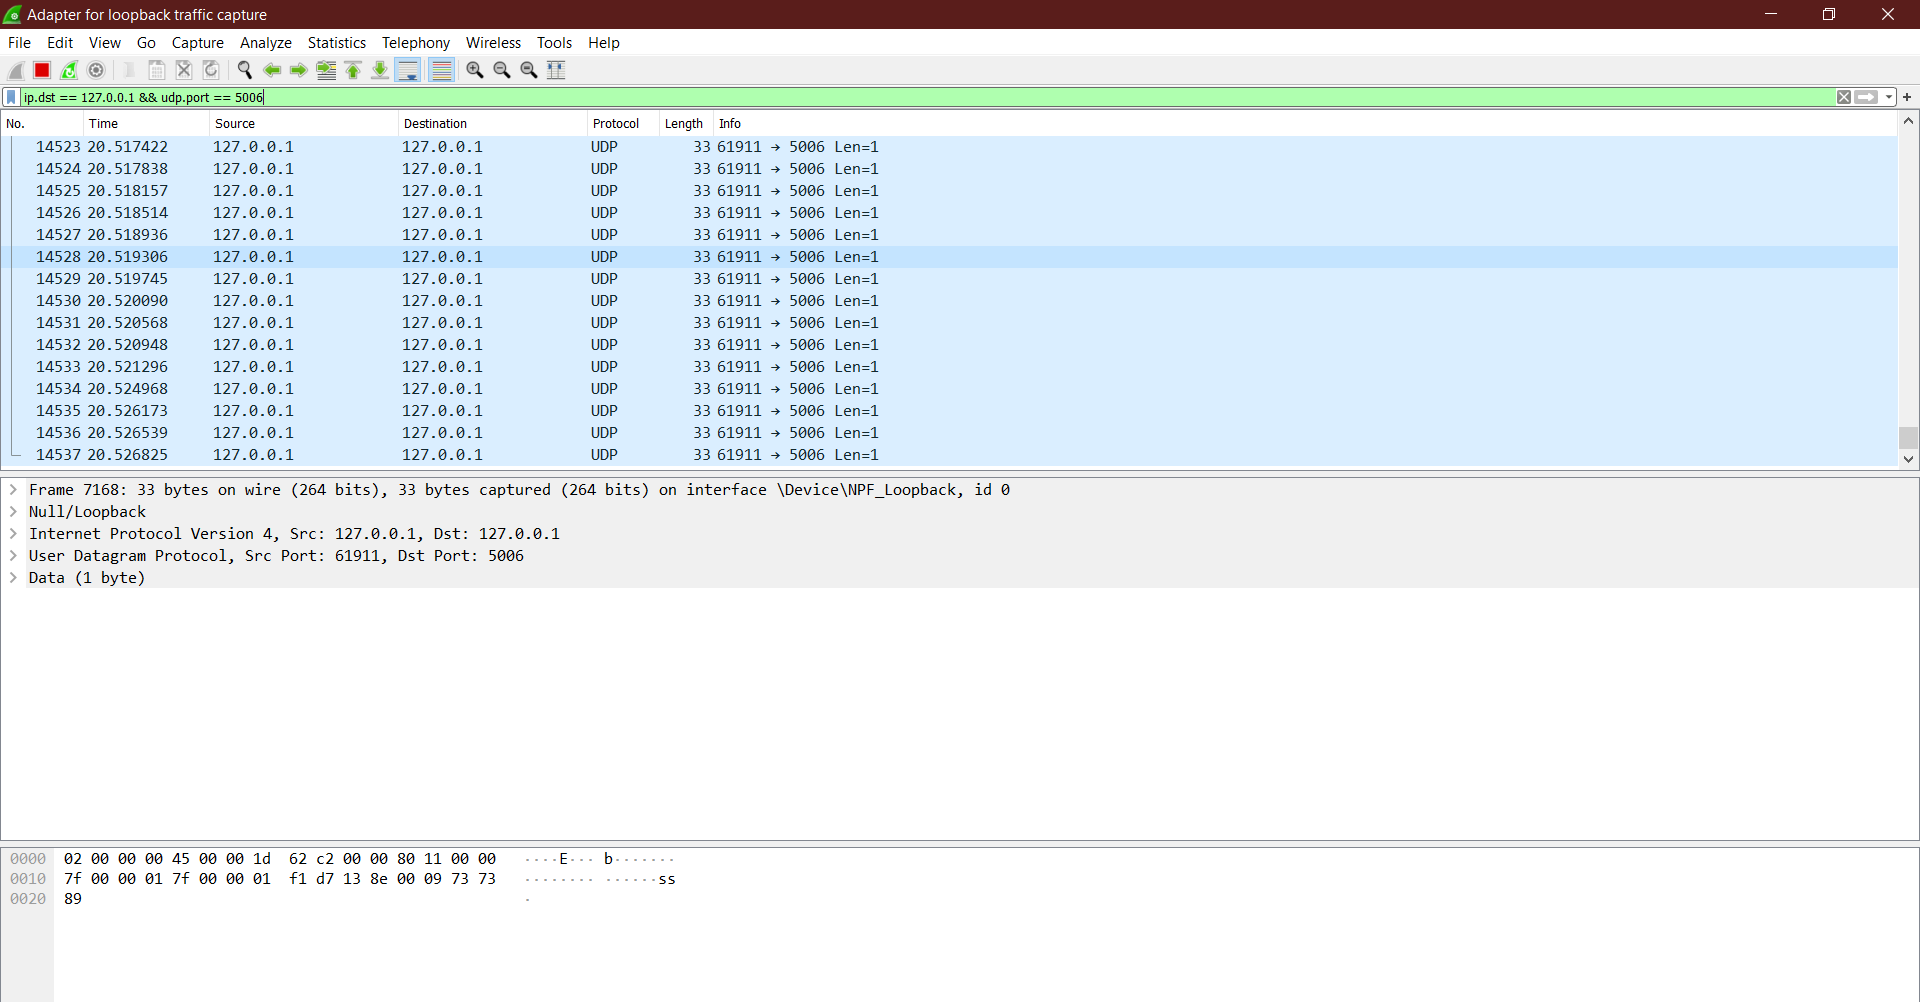 Adapter for loopback traffic capture
File Edit View Go Capture Analyze Statistics Telephony Wireless Tools Help
ip.dst == 127.0.0.1 && udp.port == 5006
No. Time Source Destination Protocol Length Info
14523 20.517422 127.0.0.1 127.0.0.1 UDP 33 61911 → 5006 Len=1
14524 20.517838 127.0.0.1 127.0.0.1 UDP 33 61911 → 5006 Len=1
14525 20.518157 127.0.0.1 127.0.0.1 UDP 33 61911 → 5006 Len=1
14526 20.518514 127.0.0.1 127.0.0.1 UDP 33 61911 → 5006 Len=1
14527 20.518936 127.0.0.1 127.0.0.1 UDP 33 61911 → 5006 Len=1
14528 20.519306 127.0.0.1 127.0.0.1 UDP 33 61911 → 5006 Len=1
14529 20.519745 127.0.0.1 127.0.0.1 UDP 33 61911 → 5006 Len=1
14530 20.520090 127.0.0.1 127.0.0.1 UDP 33 61911 → 5006 Len=1
14531 20.520568 127.0.0.1 127.0.0.1 UDP 33 61911 → 5006 Len=1
14532 20.520948 127.0.0.1 127.0.0.1 UDP 33 61911 → 5006 Len=1
14533 20.521296 127.0.0.1 127.0.0.1 UDP 33 61911 → 5006 Len=1
14534 20.524968 127.0.0.1 127.0.0.1 UDP 33 61911 → 5006 Len=1
14535 20.526173 127.0.0.1 127.0.0.1 UDP 33 61911 → 5006 Len=1
14536 20.526539 127.0.0.1 127.0.0.1 UDP 33 61911 → 5006 Len=1
14537 20.526825 127.0.0.1 127.0.0.1 UDP 33 61911 → 5006 Len=1
Frame 7168: 33 bytes on wire (264 bits), 33 bytes captured (264 bits) on interface \Device\NPF_Loopback, id 0
Null/Loopback
Internet Protocol Version 4, Src: 127.0.0.1, Dst: 127.0.0.1
User Datagram Protocol, Src Port: 61911, Dst Port: 5006
Data (1 byte)
0000 02 00 00 00 45 00 00 1d 62 c2 00 00 80 11 00 00 ····E··· b·······
0010 7f 00 00 01 7f 00 00 01 f1 d7 13 8e 00 09 73 73 ········ ······ss
0020 89 ·